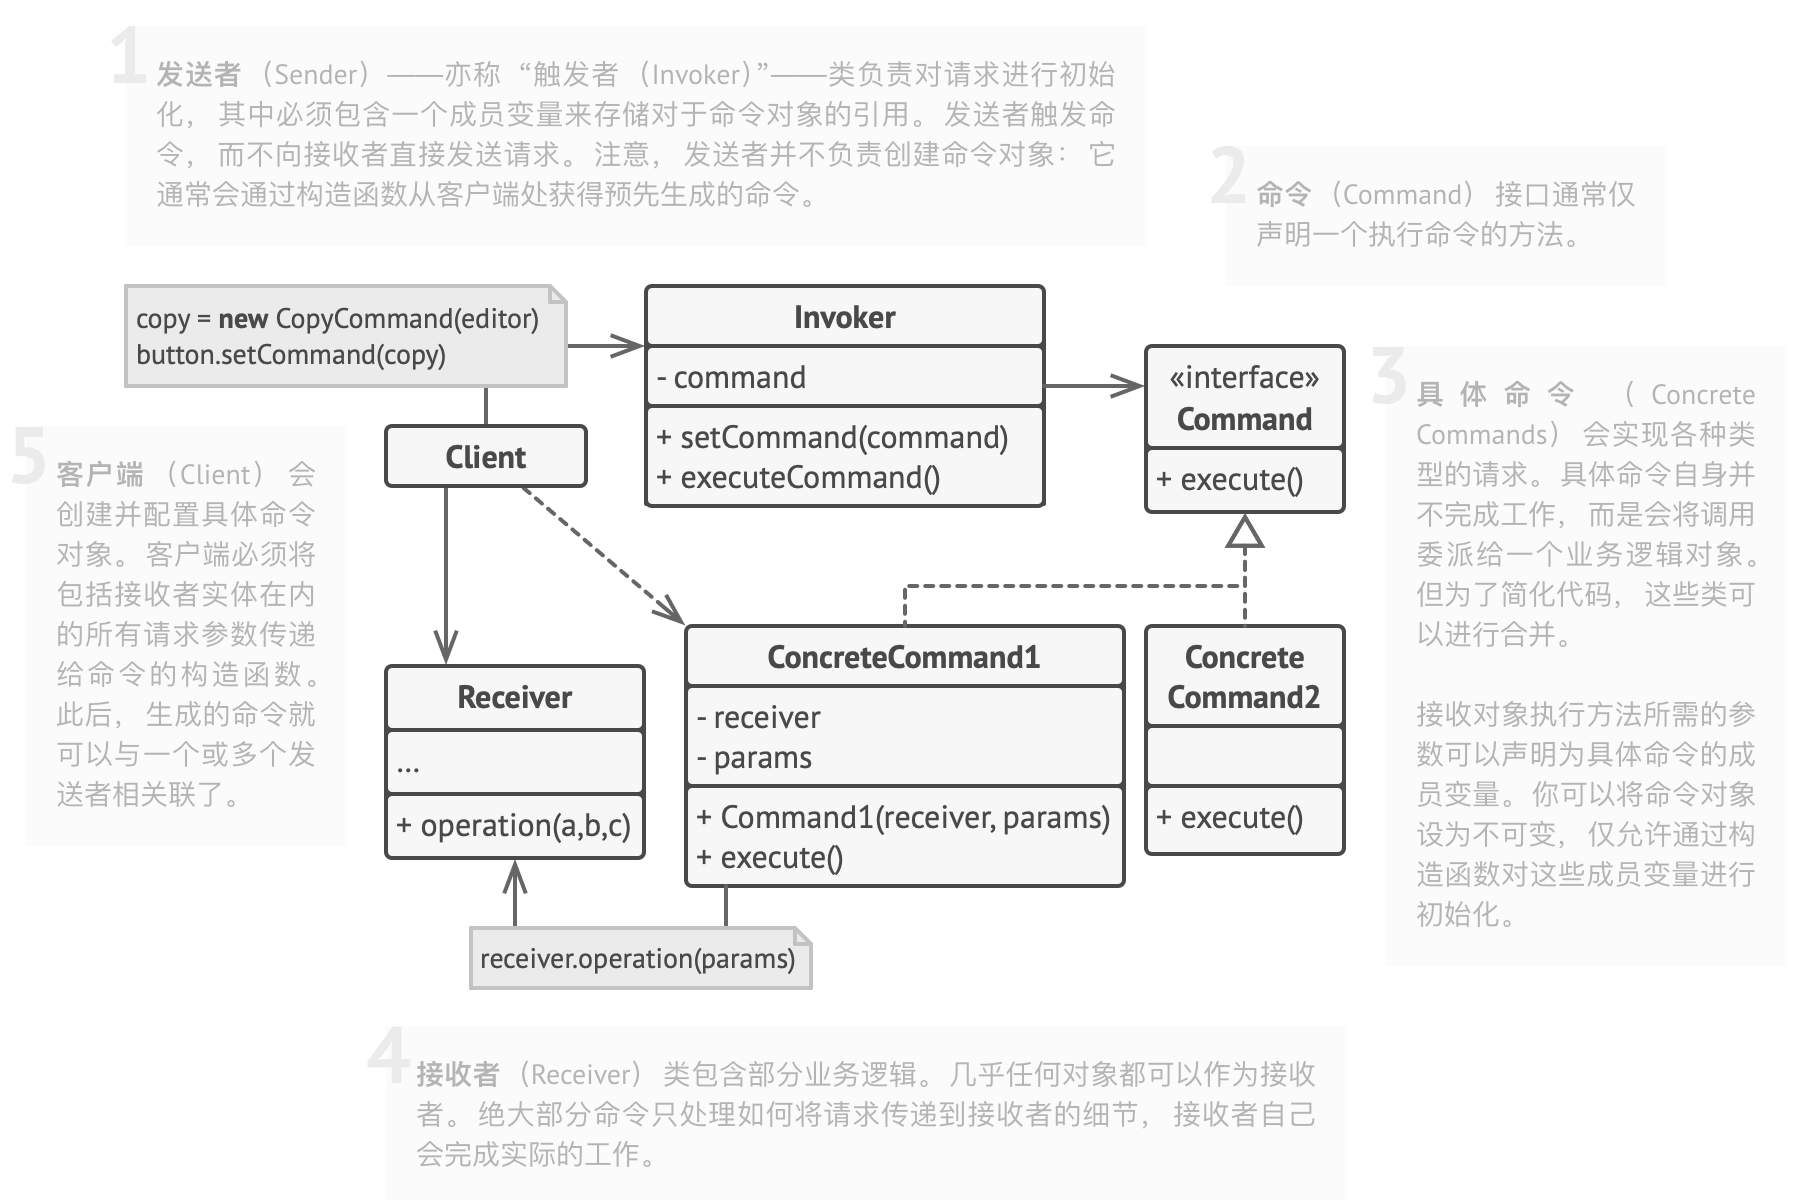 1
发送者（Sender）——亦称“触发者（Invoker）”——类负责对请求进行初始
化，其中必须包含一个成员变量来存储对于命令对象的引用。发送者触发命
令，而不向接收者直接发送请求。注意，发送者并不负责创建命令对象：它
通常会通过构造函数从客户端处获得预先生成的命令。
2
命令（Command）接口通常仅
声明一个执行命令的方法。
copy = new CopyCommand(editor)
button.setCommand(copy)
Invoker
- command
+ setCommand(command)
+ executeCommand()
«interface»
Command
+ execute()
3
具体命令（Concrete
Commands）会实现各种类
型的请求。具体命令自身并
不完成工作，而是会将调用
委派给一个业务逻辑对象。
但为了简化代码，这些类可
以进行合并。
接收对象执行方法所需的参
数可以声明为具体命令的成
员变量。你可以将命令对象
设为不可变，仅允许通过构
造函数对这些成员变量进行
初始化。
5
客户端（Client）会
创建并配置具体命令
对象。客户端必须将
包括接收者实体在内
的所有请求参数传递
给命令的构造函数。
此后，生成的命令就
可以与一个或多个发
送者相关联了。
Client
Receiver
...
+ operation(a,b,c)
ConcreteCommand1
- receiver
- params
+ Command1(receiver, params)
+ execute()
Concrete
Command2
+ execute()
receiver.operation(params)
4
接收者（Receiver）类包含部分业务逻辑。几乎任何对象都可以作为接收
者。绝大部分命令只处理如何将请求传递到接收者的细节，接收者自己
会完成实际的工作。